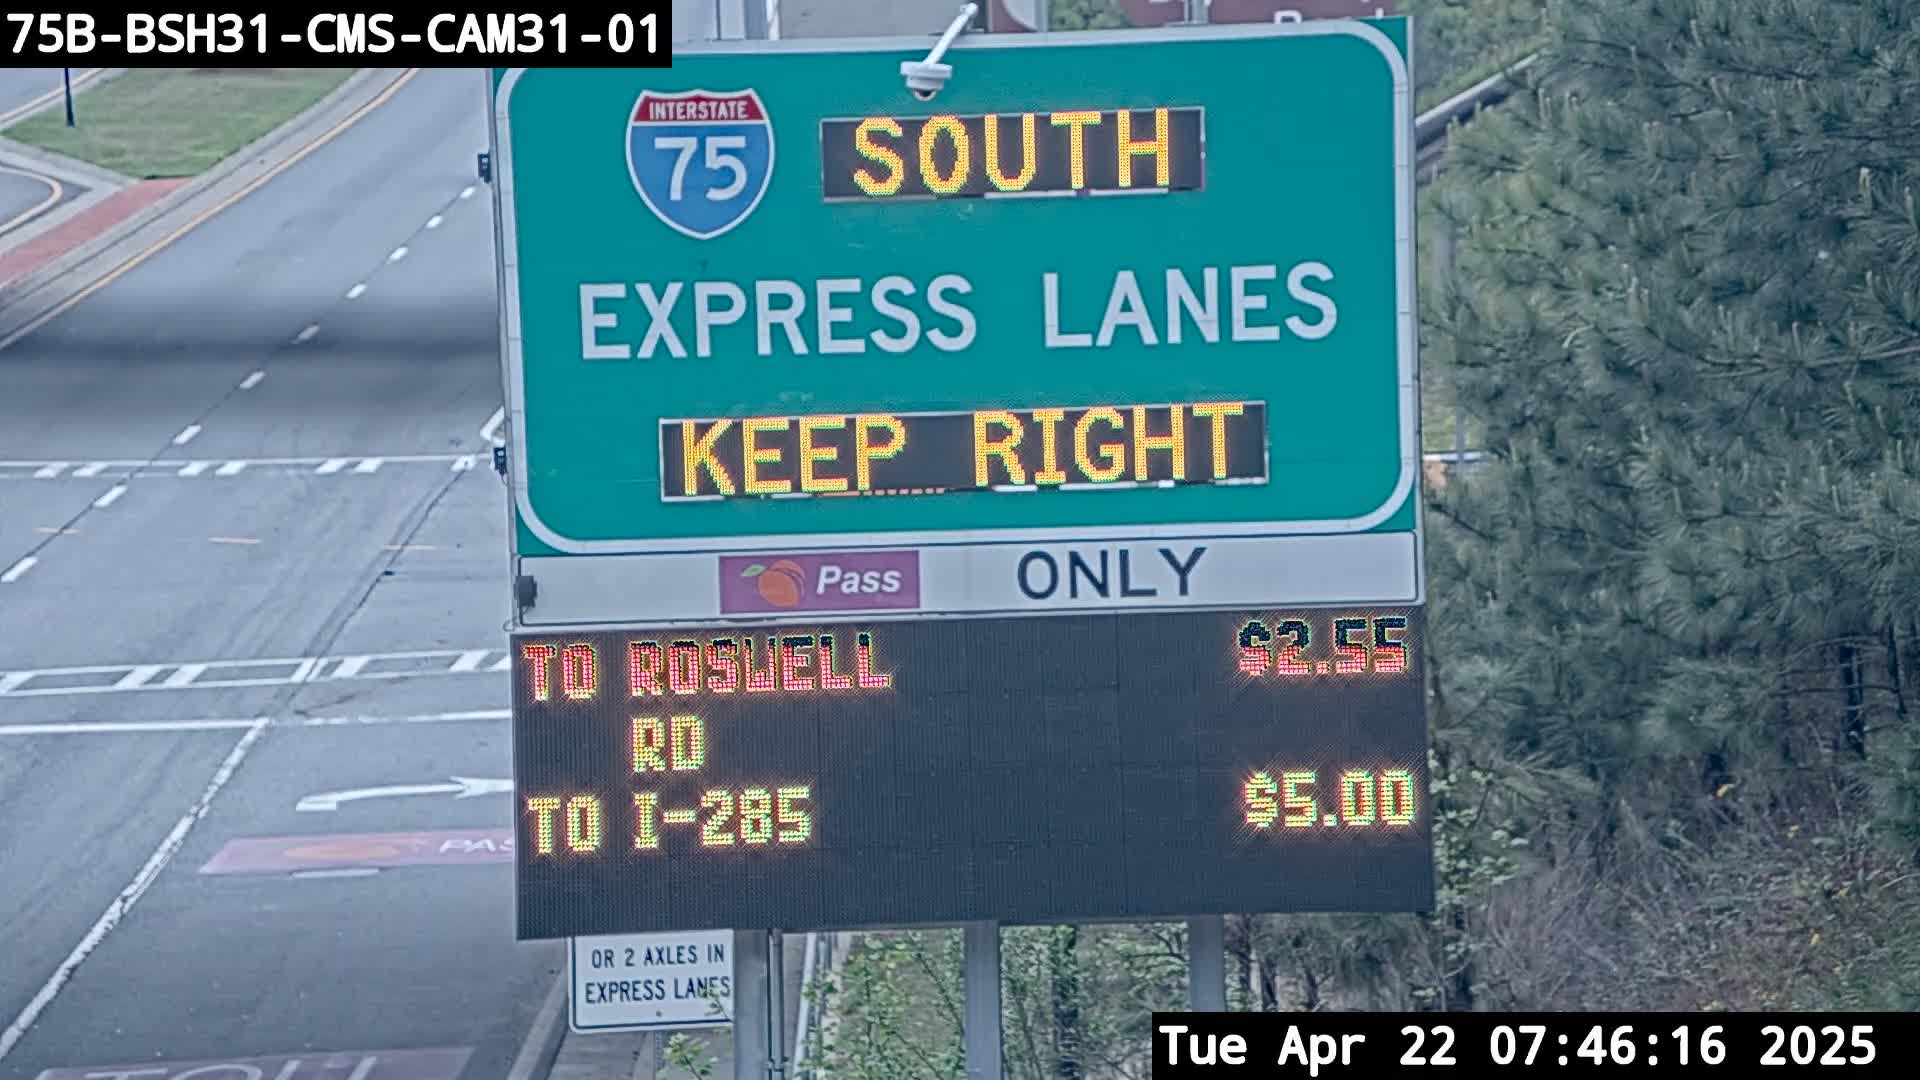 75B-BSH31-CMS-CAM31-01
INTERSTATE
75
SOUTH
EXPRESS LANES
KEEP RIGHT
Pass ONLY
TO ROSWELL $2.55
RD
TO I-285 $5.00
OR 2 AXLES IN
EXPRESS LANES
Tue Apr 22 07:46:16 2025